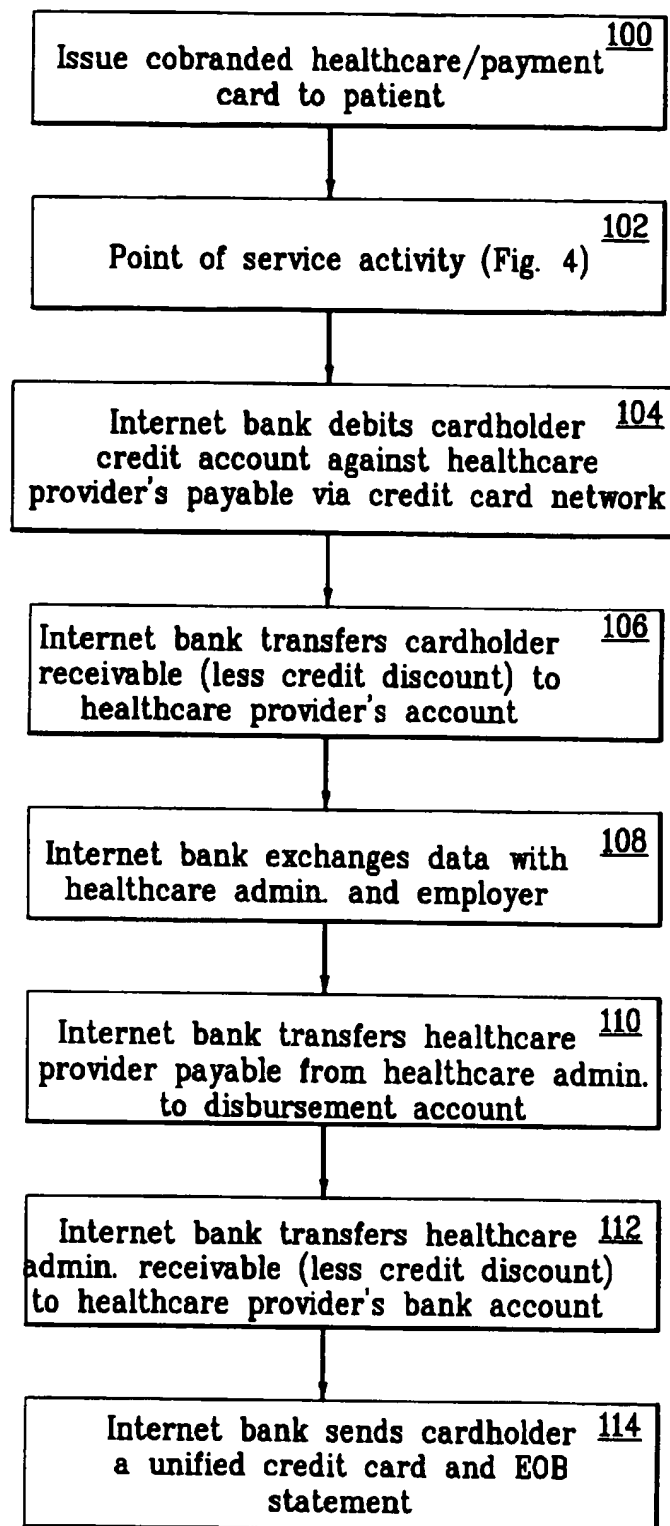 100
Issue cobranded healthcare/payment
card to patient
102
Point of service activity (Fig. 4)
Internet bank debits cardholder 104
credit account against healthcare
provider's payable via credit card network
Internet bank transfers cardholder 106
receivable (less credit discount) to
healthcare provider's account
Internet bank exchanges data with 108
healthcare admin. and employer
Internet bank transfers healthcare 110
provider payable from healthcare admin.
to disbursement account
Internet bank transfers healthcare 112
admin. receivable (less credit discount)
to healthcare provider's bank account
Internet bank sends cardholder 114
a unified credit card and EOB
statement